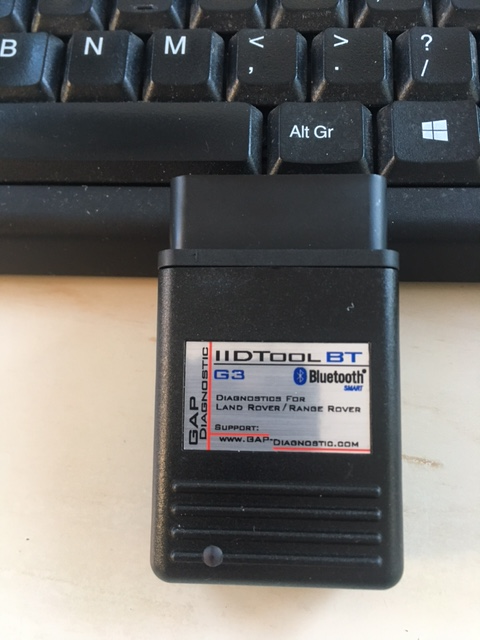 B N M < >  ?
, . /
Alt Gr
GAP DIAGNOSTIC
IIDTOOL BT
G3 Bluetooth®
SMART
DIAGNOSTICS FOR
LAND ROVER/RANGE ROVER
SUPPORT:
WWW.GAP-DIAGNOSTIC.COM